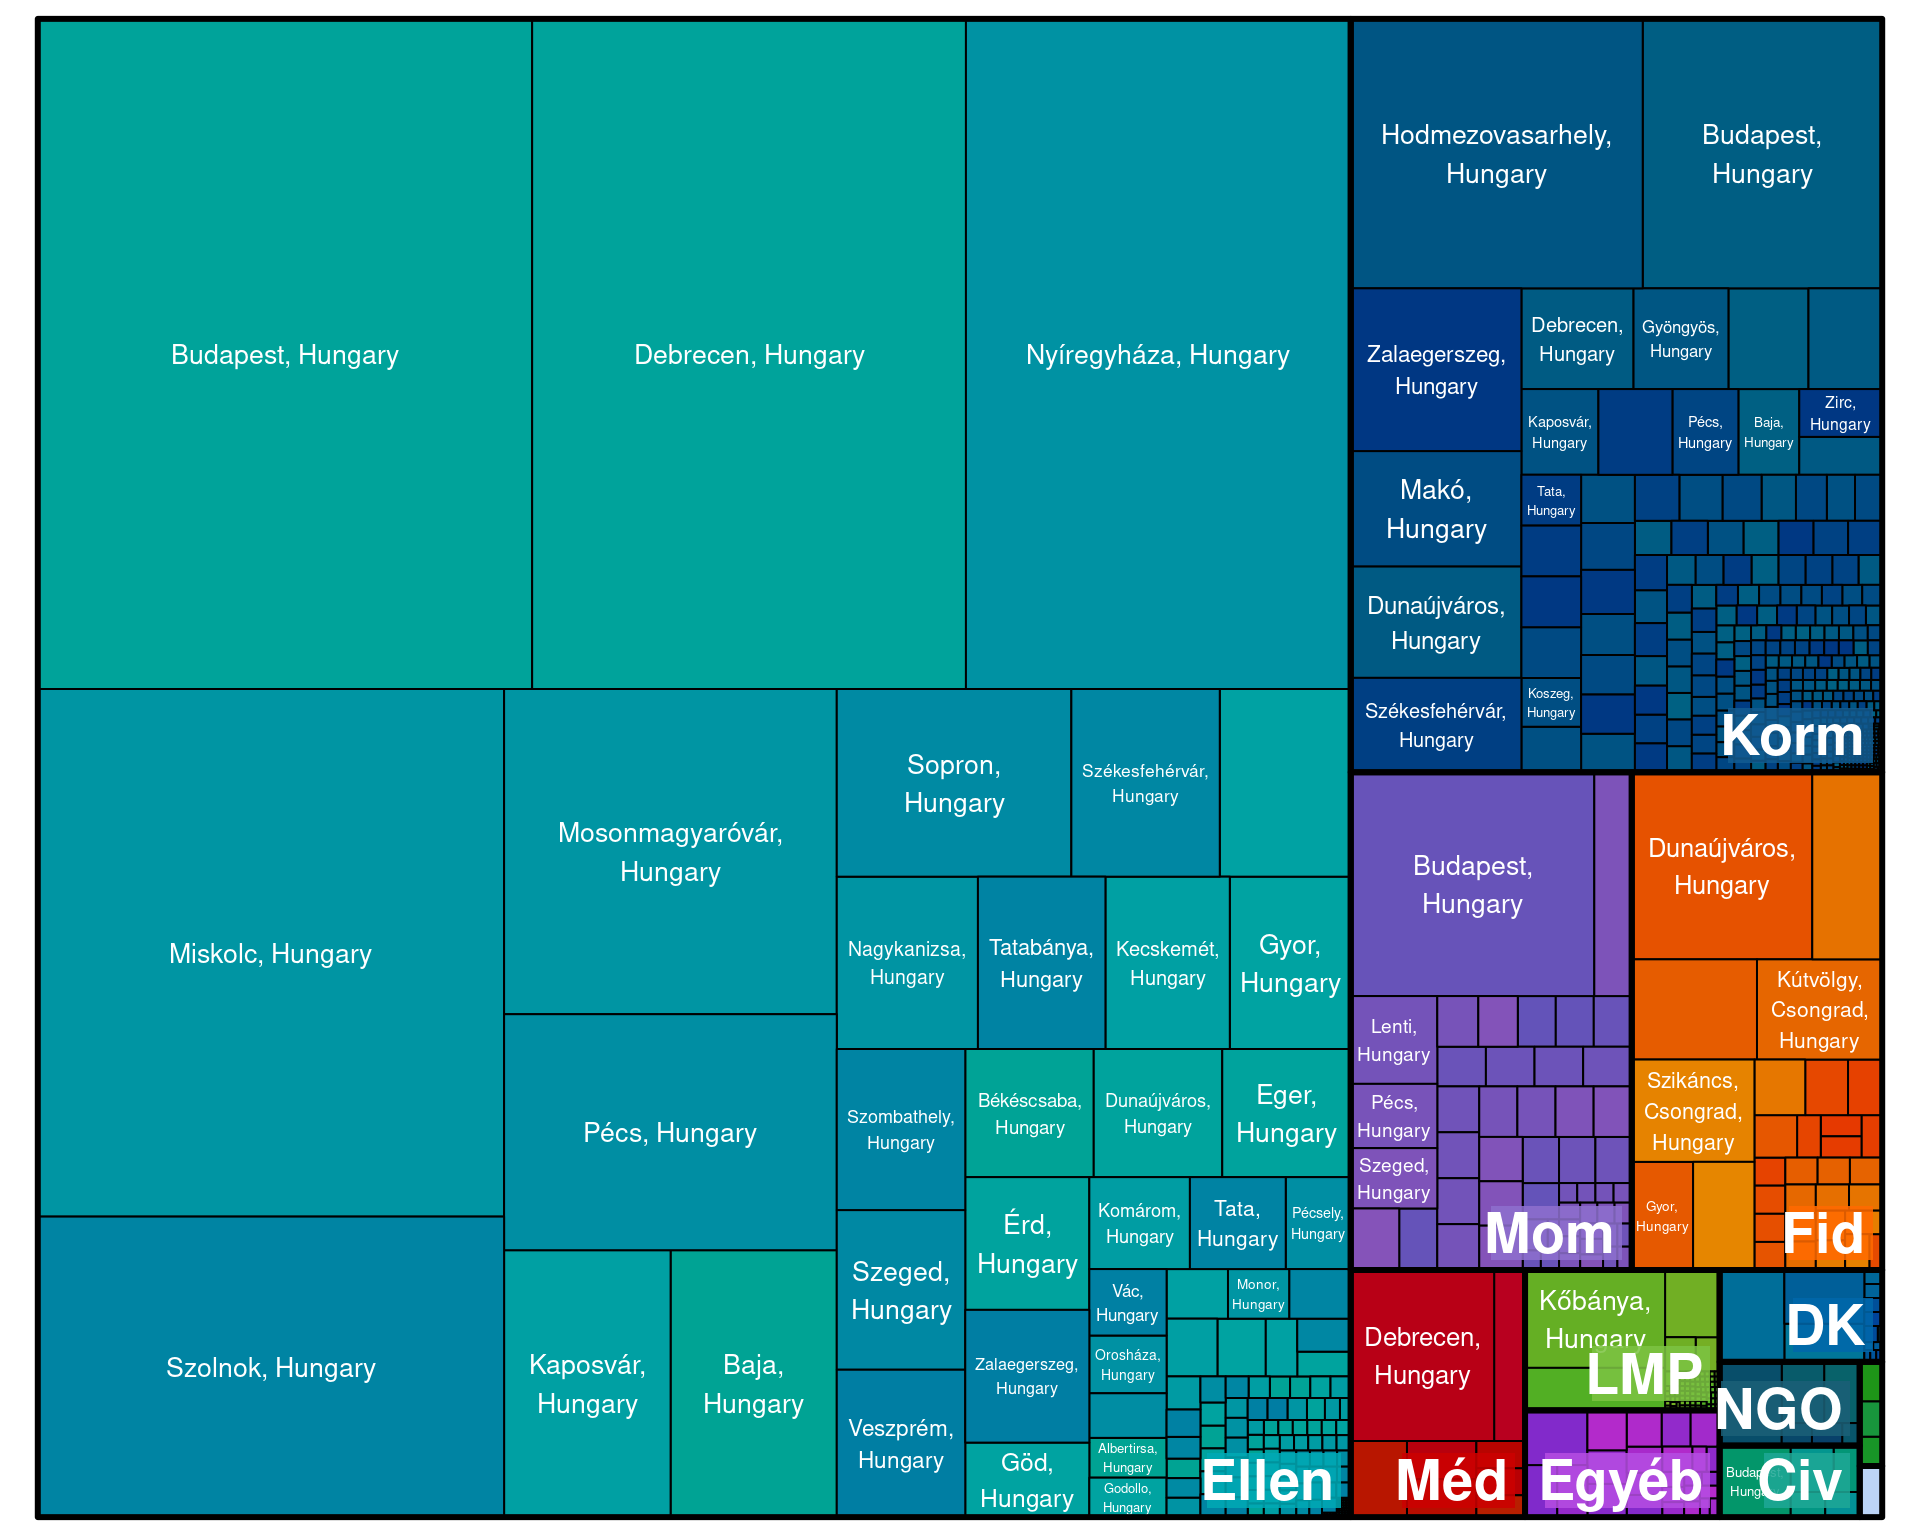 Budapest, Hungary
Debrecen, Hungary
Nyíregyháza, Hungary
Miskolc, Hungary
Szolnok, Hungary
Mosonmagyaróvár,
Hungary
Pécs, Hungary
Kaposvár,
Hungary
Baja,
Hungary
Sopron,
Hungary
Székesfehérvár,
Hungary
Nagykanizsa,
Hungary
Tatabánya,
Hungary
Kecskemét,
Hungary
Gyor,
Hungary
Szombathely,
Hungary
Szeged,
Hungary
Veszprém,
Hungary
Békéscsaba,
Hungary
Dunaújváros,
Hungary
Eger,
Hungary
Érd,
Hungary
Zalaegerszeg,
Hungary
Göd,
Hungary
Komárom,
Hungary
Tata,
Hungary
Pécsely,
Hungary
Vác,
Hungary
Monor,
Hungary
Orosháza,
Hungary
Albertirsa,
Hungary
Godollo,
Hungary
Ellen
Hodmezovasarhely,
Hungary
Budapest,
Hungary
Zalaegerszeg,
Hungary
Makó,
Hungary
Dunaújváros,
Hungary
Székesfehérvár,
Hungary
Debrecen,
Hungary
Gyöngyös,
Hungary
Kaposvár,
Hungary
Pécs,
Hungary
Baja,
Hungary
Zirc,
Hungary
Tata,
Hungary
Koszeg,
Hungary
Korm
Budapest,
Hungary
Lenti,
Hungary
Pécs,
Hungary
Szeged,
Hungary
Mom
Dunaújváros,
Hungary
Kútvölgy,
Csongrad,
Hungary
Szikáncs,
Csongrad,
Hungary
Gyor,
Hungary
Fid
Debrecen,
Hungary
Méd
Kőbánya,
Hungary
LMP
Egyéb
DK
NGO
Budapest,
Hungary
Civ